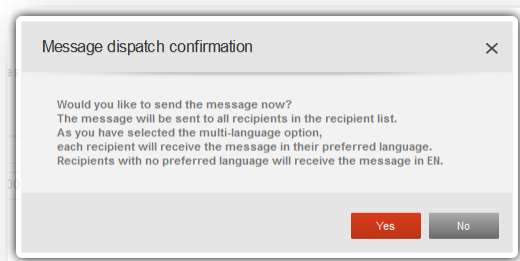 Message dispatch confirmation
Would you like to send the message now?
The message will be sent to all recipients in the recipient list.
As you have selected the multi-language option,
each recipient will receive the message in their preferred language.
Recipients with no preferred language will receive the message in EN.
Yes No